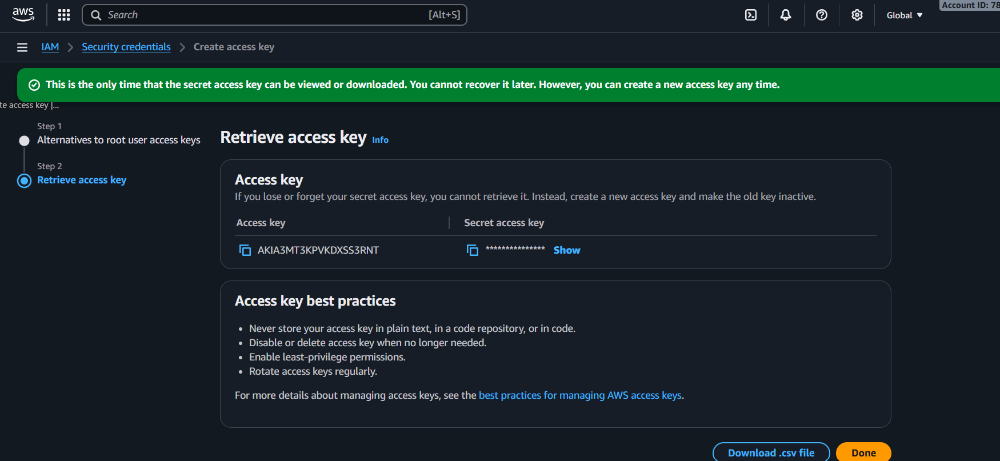 aws
Search [Alt+S]
Global
Account ID: 78
IAM > Security credentials > Create access key
This is the only time that the secret access key can be viewed or downloaded. You cannot recover it later. However, you can create a new access key any time.
te access key |...
Step 1
Alternatives to root user access keys
Step 2
Retrieve access key
Retrieve access key Info
Access key
If you lose or forget your secret access key, you cannot retrieve it. Instead, create a new access key and make the old key inactive.
Access key | Secret access key
AKIA3MT3KPVKDXSS3RNT *************** Show
Access key best practices
• Never store your access key in plain text, in a code repository, or in code.
• Disable or delete access key when no longer needed.
• Enable least-privilege permissions.
• Rotate access keys regularly.
For more details about managing access keys, see the best practices for managing AWS access keys.
Download .csv file Done